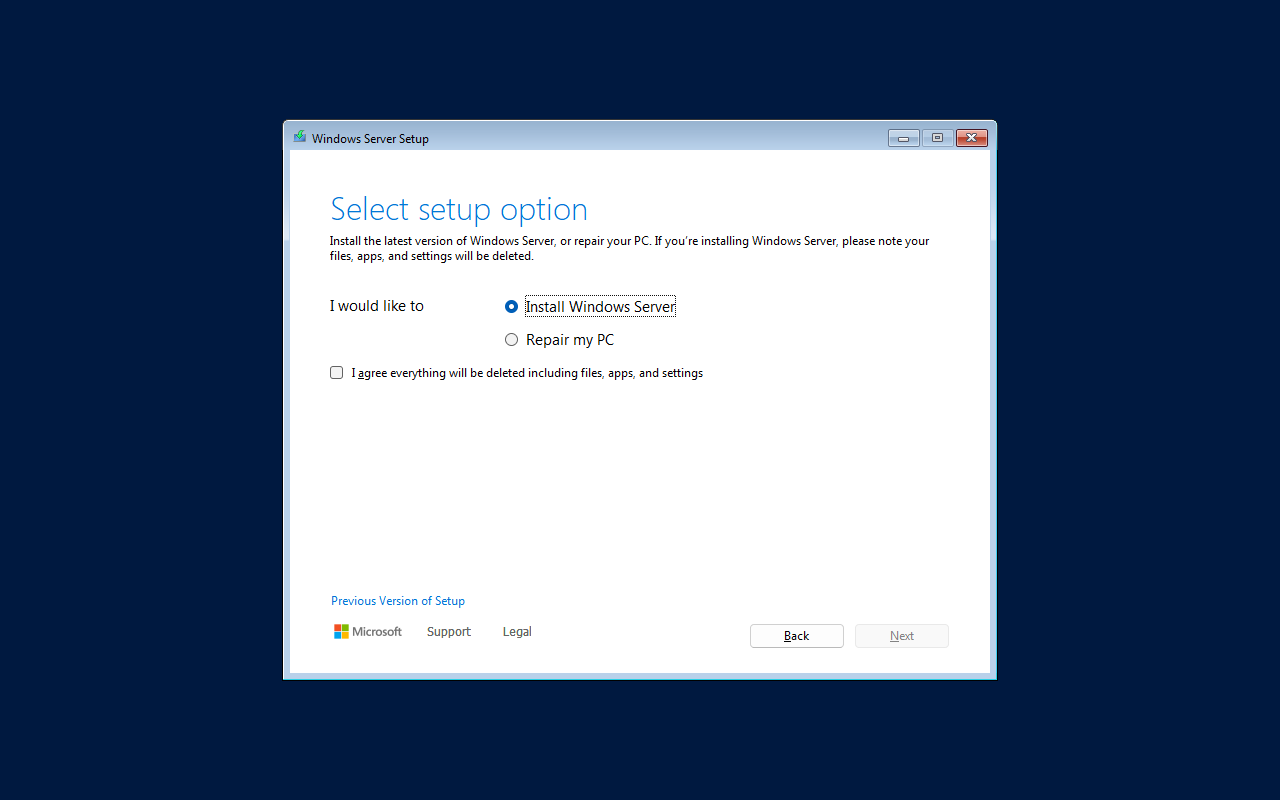 Windows Server Setup
Select setup option
Install the latest version of Windows Server, or repair your PC. If you're installing Windows Server, please note your
files, apps, and settings will be deleted.
I would like to
Install Windows Server
Repair my PC
I agree everything will be deleted including files, apps, and settings
Previous Version of Setup
Microsoft Support Legal
Back Next